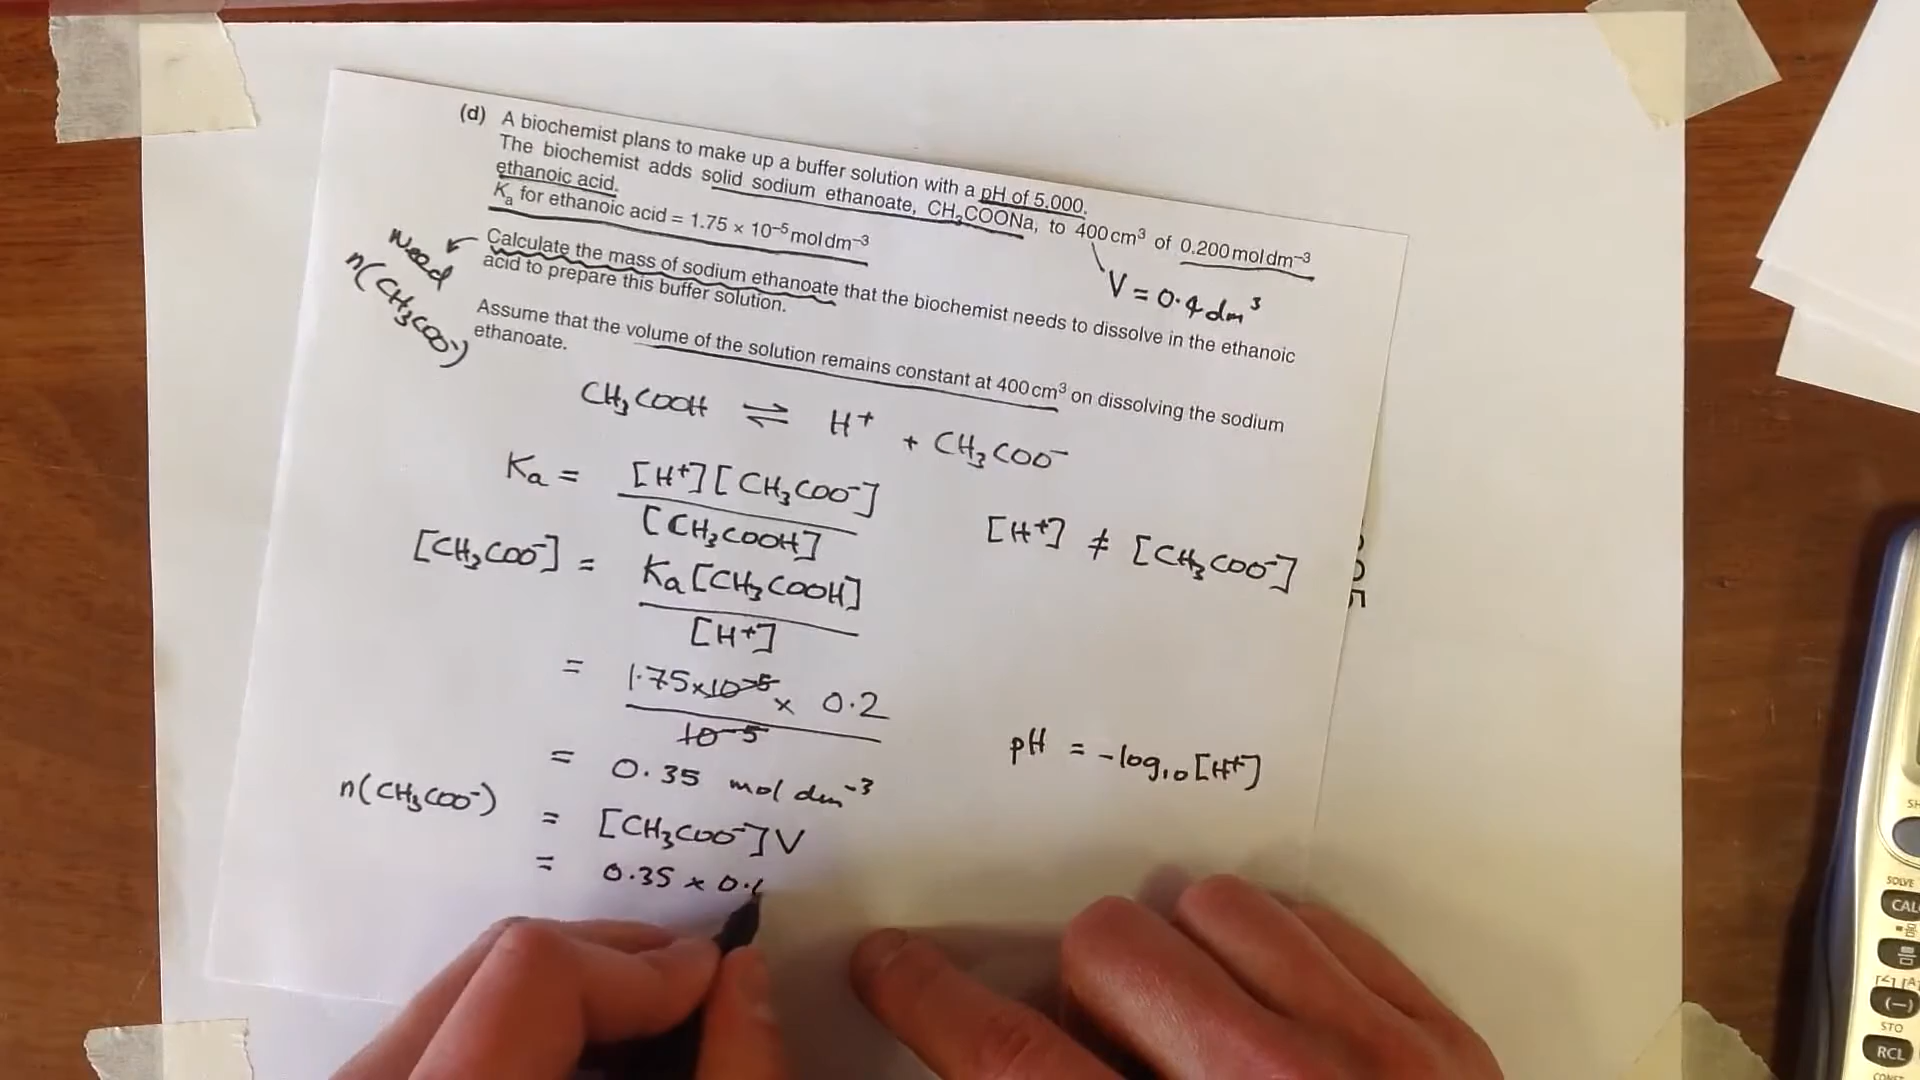 (d) A biochemist plans to make up a buffer solution with a pH of 5.000.
The biochemist adds solid sodium ethanoate, CH₃COONa, to 400 cm³ of 0.200 mol dm⁻³
ethanoic acid.
Kₐ for ethanoic acid = 1.75 × 10⁻⁵ mol dm⁻³
V = 0.4 dm³
Need
n(CH₃COO⁻)
Calculate the mass of sodium ethanoate that the biochemist needs to dissolve in the ethanoic
acid to prepare this buffer solution.
Assume that the volume of the solution remains constant at 400 cm³ on dissolving the sodium
ethanoate.
CH₃COOH ⇌ H⁺ + CH₃COO⁻
Ka = [H⁺][CH₃COO⁻]
[CH₃COOH]
[H⁺] ≠ [CH₃COO⁻]
[CH₃COO⁻] = Ka[CH₃COOH]
[H⁺]
= 1.75×10⁻⁵ × 0.2
10⁻⁵
pH = -log₁₀[H⁺]
= 0.35 mol dm⁻³
n(CH₃COO⁻) = [CH₃COO⁻]V
= 0.35 × 0.
SOLVE
CAL
(−)
STO
RCL